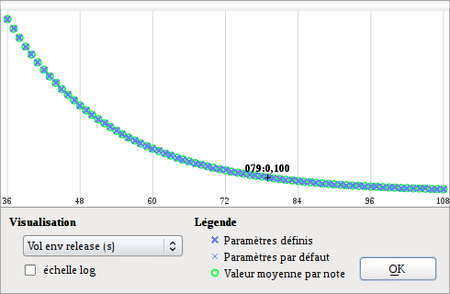 079:0,100
36 48 60 72 84 96 108
Visualisation
Vol env release (s)
échelle log
Légende
Paramètres définis
Paramètres par défaut
Valeur moyenne par note
OK